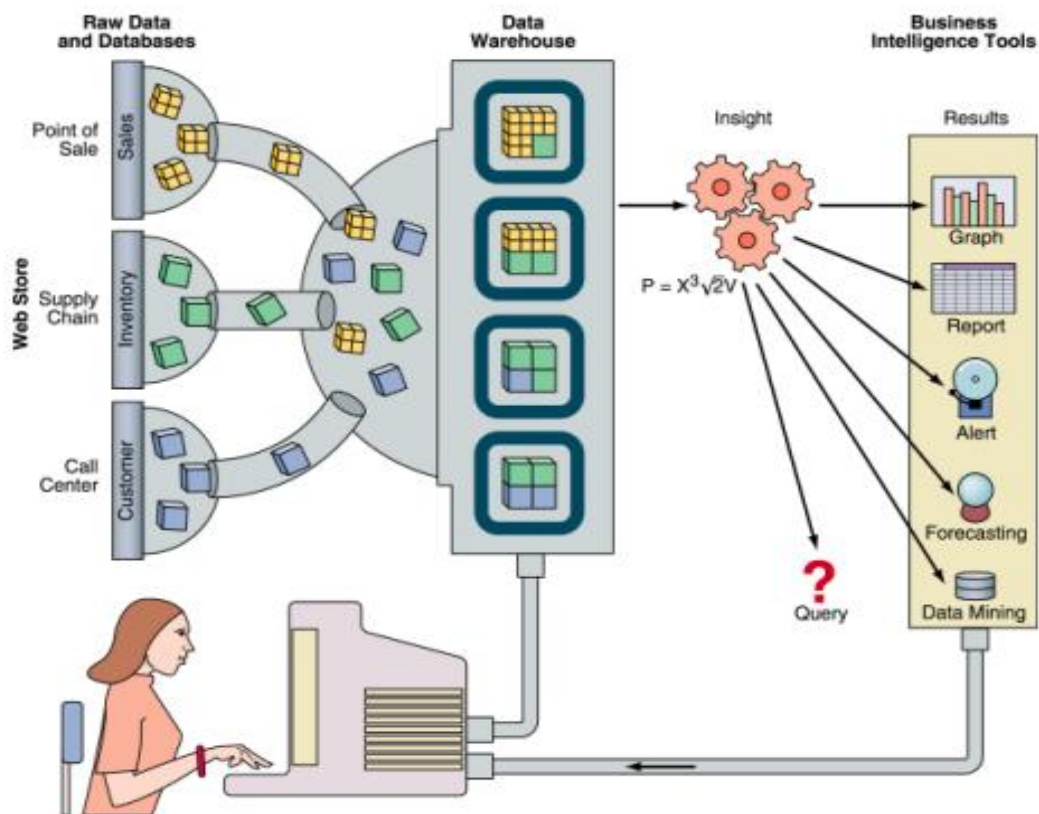 Raw Data
and Databases
Data
Warehouse
Business
Intelligence Tools
Web Store
Point of
Sale
Sales
Supply
Chain
Inventory
Call
Center
Customer
Insight
P = X³√2V
Results
Graph
Report
Alert
Forecasting
Data Mining
?
Query